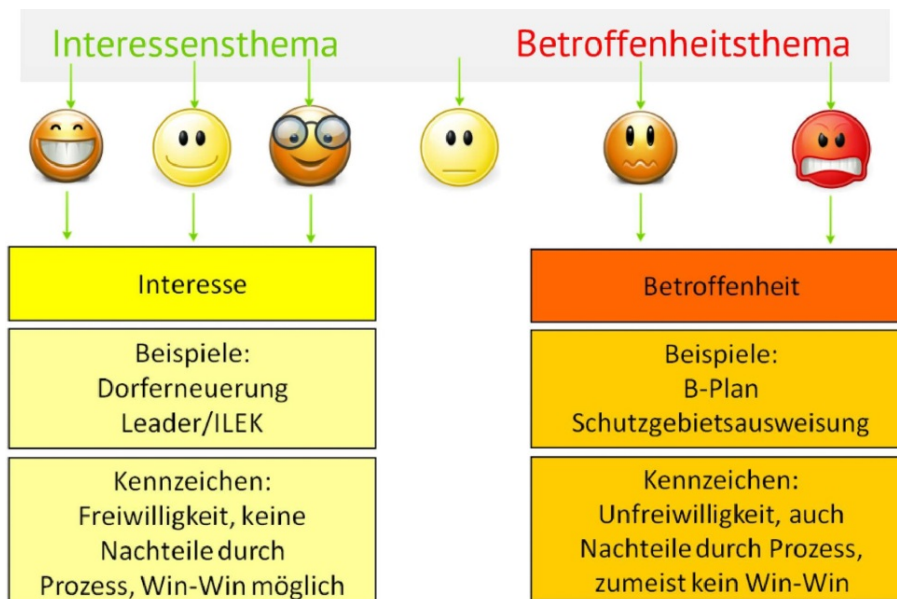 Interessensthema
Betroffenheitsthema
Interesse
Beispiele:
Dorferneuerung
Leader/ILEK
Kennzeichen:
Freiwilligkeit, keine
Nachteile durch
Prozess, Win-Win möglich
Betroffenheit
Beispiele:
B-Plan
Schutzgebietsausweisung
Kennzeichen:
Unfreiwilligkeit, auch
Nachteile durch Prozess,
zumeist kein Win-Win